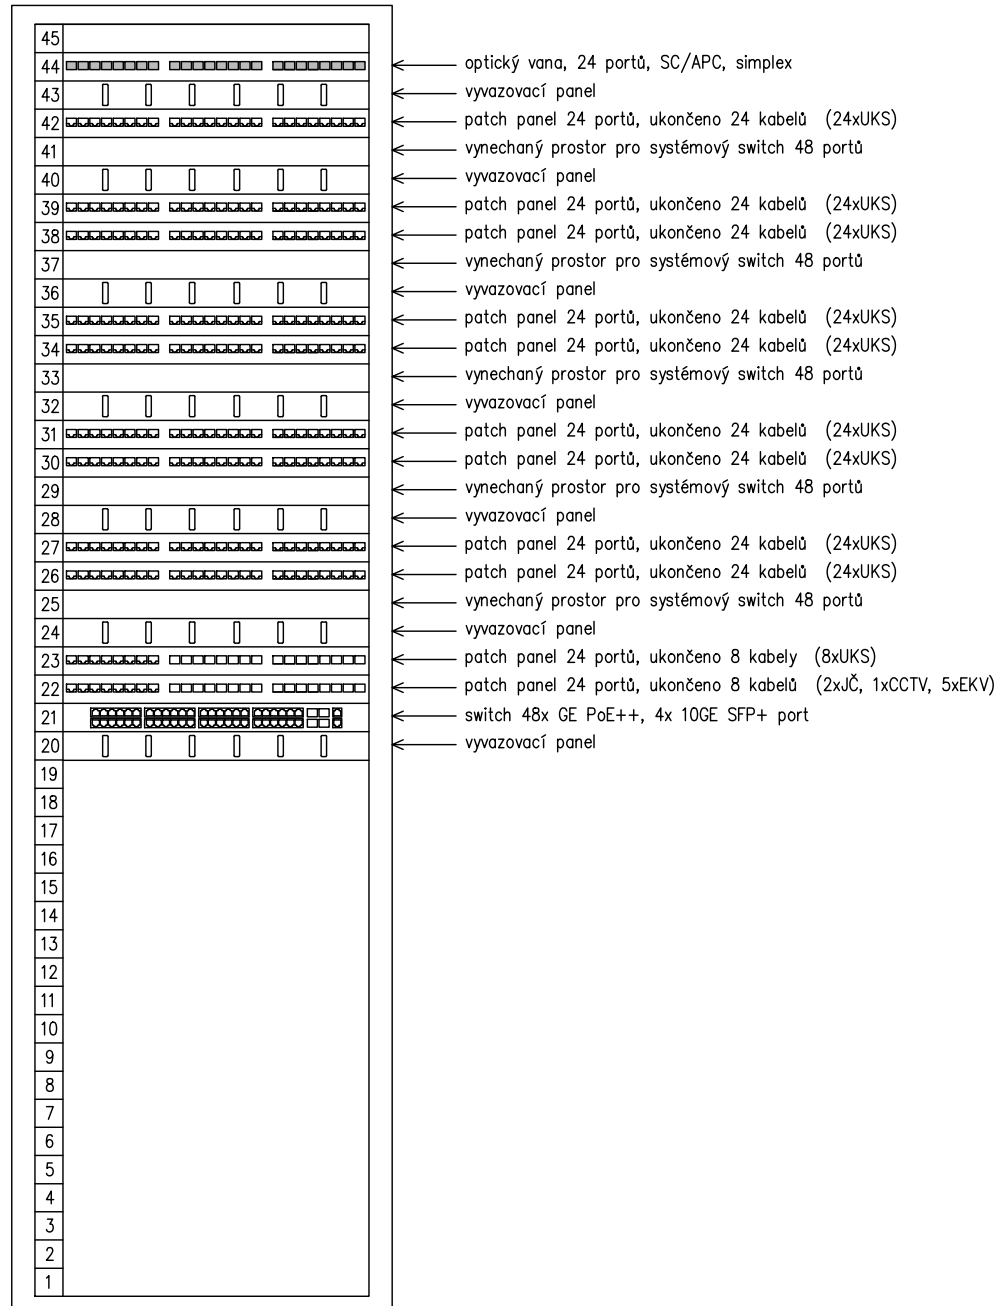 45
44 optický vana, 24 portů, SC/APC, simplex
43 vyvazovací panel
42 patch panel 24 portů, ukončeno 24 kabelů (24xUKS)
41 vynechaný prostor pro systémový switch 48 portů
40 vyvazovací panel
39 patch panel 24 portů, ukončeno 24 kabelů (24xUKS)
38 patch panel 24 portů, ukončeno 24 kabelů (24xUKS)
37 vynechaný prostor pro systémový switch 48 portů
36 vyvazovací panel
35 patch panel 24 portů, ukončeno 24 kabelů (24xUKS)
34 patch panel 24 portů, ukončeno 24 kabelů (24xUKS)
33 vynechaný prostor pro systémový switch 48 portů
32 vyvazovací panel
31 patch panel 24 portů, ukončeno 24 kabelů (24xUKS)
30 patch panel 24 portů, ukončeno 24 kabelů (24xUKS)
29 vynechaný prostor pro systémový switch 48 portů
28 vyvazovací panel
27 patch panel 24 portů, ukončeno 24 kabelů (24xUKS)
26 patch panel 24 portů, ukončeno 24 kabelů (24xUKS)
25 vynechaný prostor pro systémový switch 48 portů
24 vyvazovací panel
23 patch panel 24 portů, ukončeno 8 kabely (8xUKS)
22 patch panel 24 portů, ukončeno 8 kabelů (2xJČ, 1xCCTV, 5xEKV)
21 switch 48x GE PoE++, 4x 10GE SFP+ port
20 vyvazovací panel
19
18
17
16
15
14
13
12
11
10
9
8
7
6
5
4
3
2
1